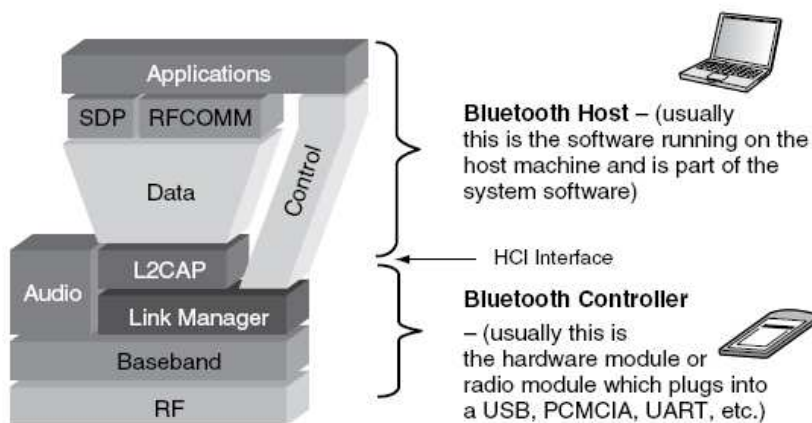 Applications
SDP
RFCOMM
Data
Control
Audio
L2CAP
Link Manager
Baseband
RF
Bluetooth Host – (usually
this is the software running on the
host machine and is part of the
system software)
HCI Interface
Bluetooth Controller
– (usually this is
the hardware module or
radio module which plugs into
a USB, PCMCIA, UART, etc.)